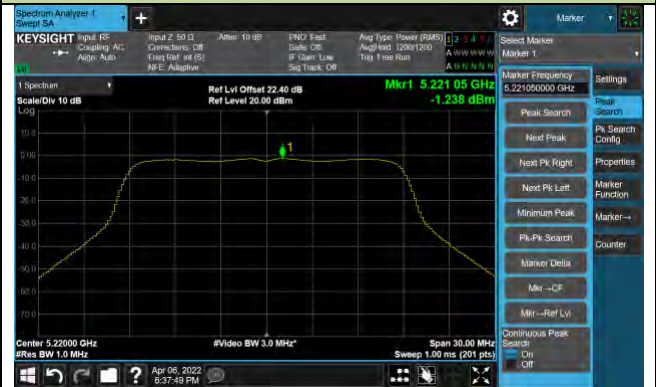 Spectrum Analyzer 1
Swept SA
+
Marker
KEYSIGHT Input: RF
Coupling: AC
Align: Auto
Input Z: 50 Ω
Corrections: Off
Freq Ref: Int (S)
NFE: Adaptive
Atten: 10 dB
PNO: Fast
Gate: Off
IF Gain: Low
Sig Track: Off
Avg Type: Power (RMS)
Avg|Hold: 1200/1200
Trig: Free Run
1 2 3 4 5 6
A W W W W W
A N N N N N
Select Marker
Marker 1
1 Spectrum
Scale/Div 10 dB
Log
Ref Lvl Offset 22.40 dB
Ref Level 20.00 dBm
Mkr1 5.221 05 GHz
-1.238 dBm
1
10.0
0.00
-10.0
-20.0
-30.0
-40.0
-50.0
-60.0
-70.0
Center 5.22000 GHz
#Res BW 1.0 MHz
#Video BW 3.0 MHz*
Span 30.00 MHz
Sweep 1.00 ms (201 pts)
Marker Frequency
5.221050000 GHz
Peak Search
Next Peak
Next Pk Right
Next Pk Left
Minimum Peak
Pk-Pk Search
Marker Delta
Mkr→CF
Mkr→Ref Lvl
Continuous Peak
Search
On
Off
Settings
Peak
Search
Pk Search
Config
Properties
Marker
Function
Marker→
Counter
?
Apr 06, 2022
6:37:49 PM